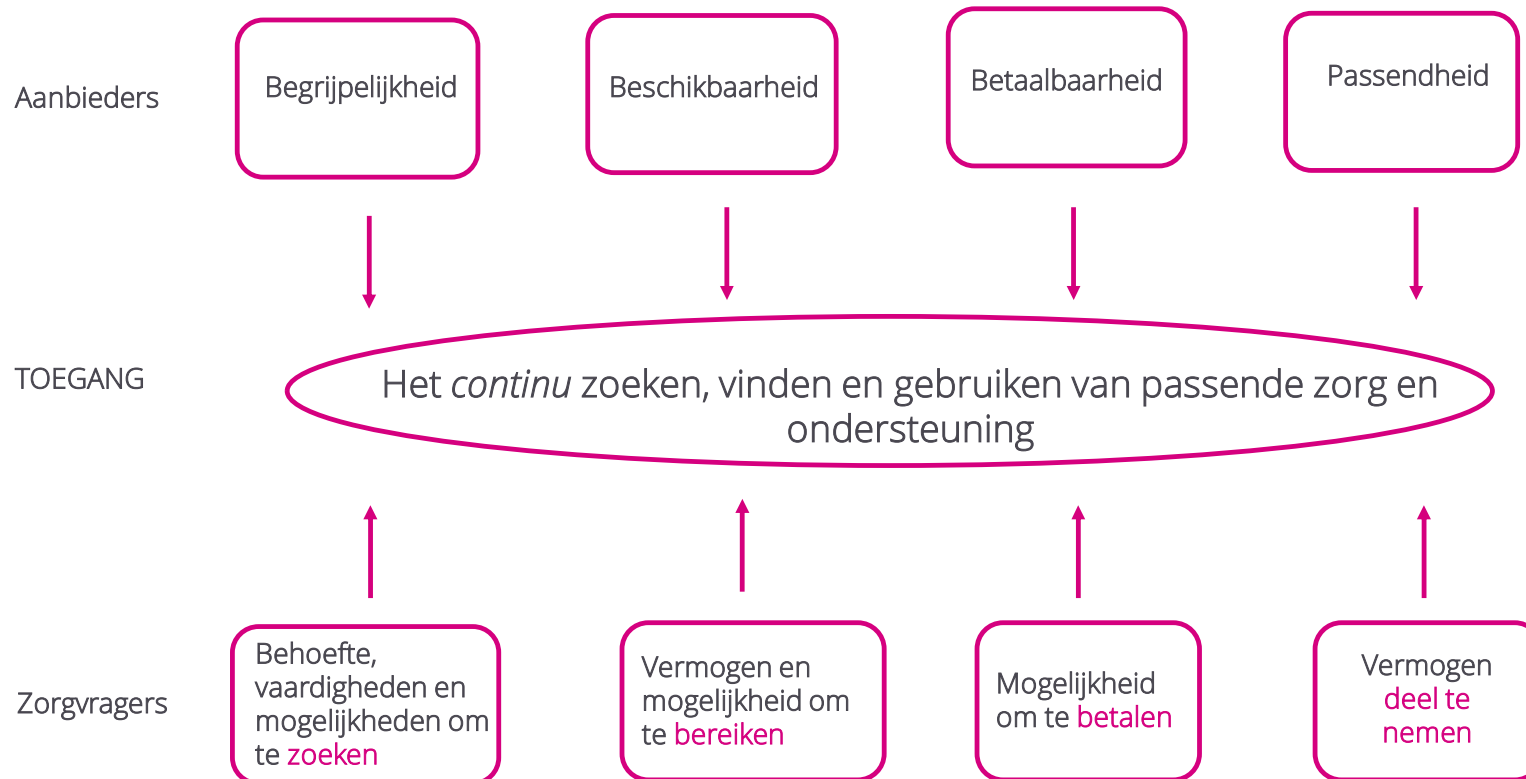 Aanbieders
Begrijpelijkheid
Beschikbaarheid
Betaalbaarheid
Passendheid
TOEGANG
Het continu zoeken, vinden en gebruiken van passende zorg en
ondersteuning
Zorgvragers
Behoefte,
vaardigheden en
mogelijkheden om
te zoeken
Vermogen en
mogelijkheid om
te bereiken
Mogelijkheid
om te betalen
Vermogen
deel te
nemen